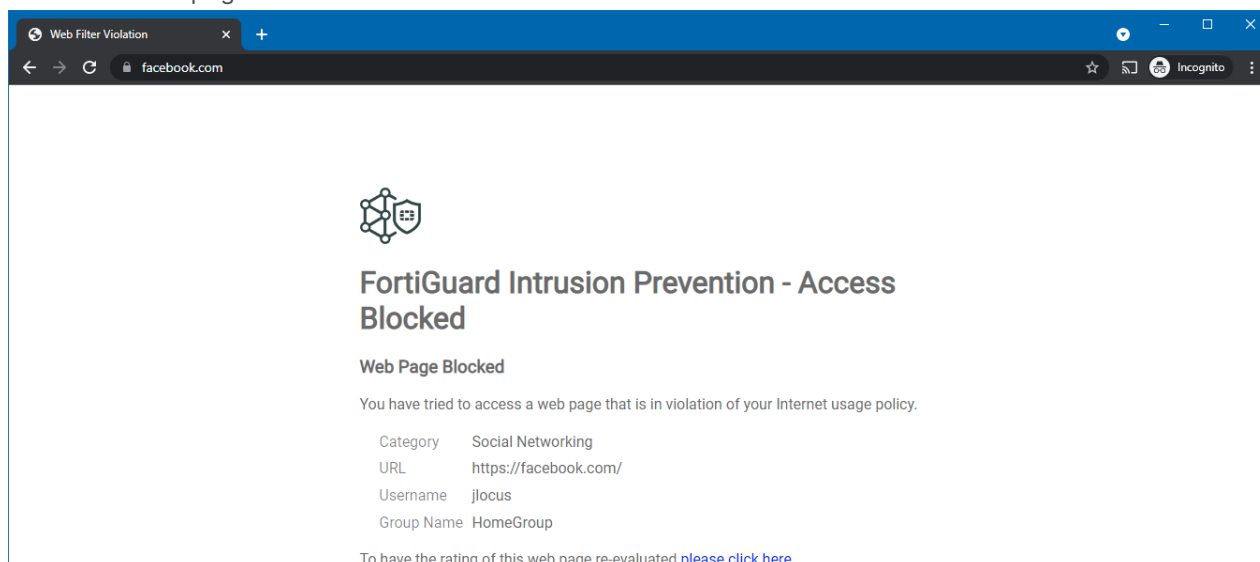 Web Filter Violation
facebook.com
Incognito
FortiGuard Intrusion Prevention - Access
Blocked
Web Page Blocked
You have tried to access a web page that is in violation of your Internet usage policy.
Category Social Networking
URL https://facebook.com/
Username jlocus
Group Name HomeGroup
To have the rating of this web page re-evaluated please click here